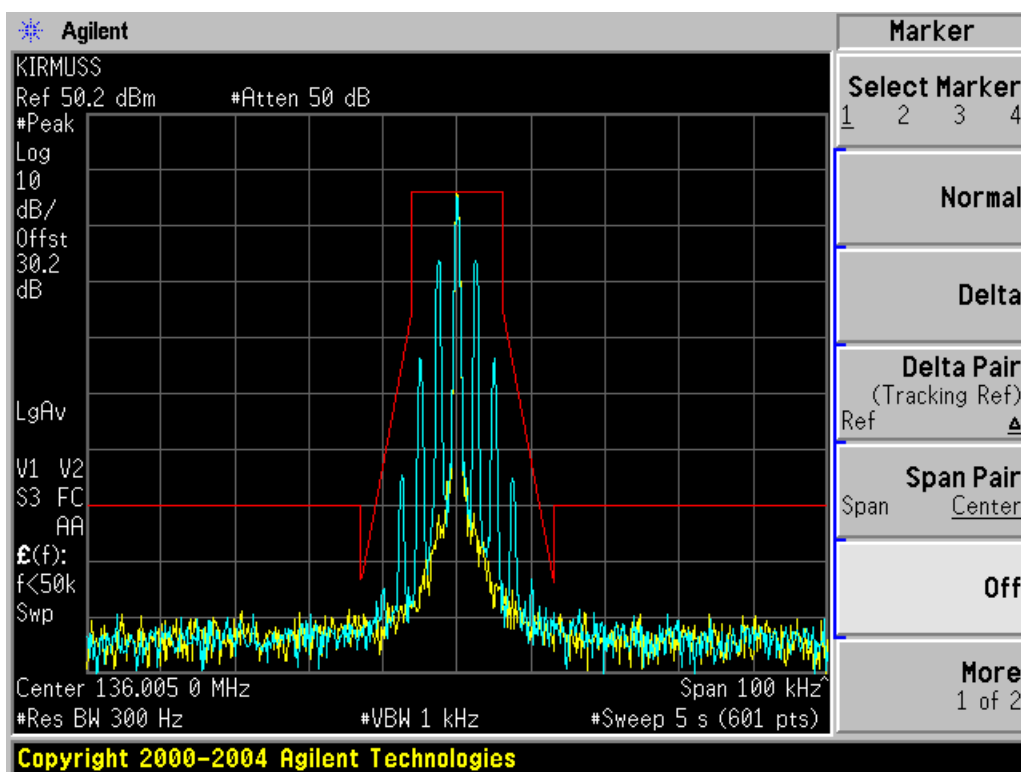 Agilent
Marker
KIRMUSS
Ref 50.2 dBm #Atten 50 dB
#Peak
Log
10
dB/
Offst
30.2
dB
LgAv
V1 V2
S3 FC
AA
£(f):
f<50k
Swp
Center 136.005 0 MHz Span 100 kHz^
#Res BW 300 Hz #VBW 1 kHz #Sweep 5 s (601 pts)
Copyright 2000-2004 Agilent Technologies
Select Marker
1 2 3 4
Normal
Delta
Delta Pair
(Tracking Ref)
Ref Δ
Span Pair
Span Center
Off
More
1 of 2